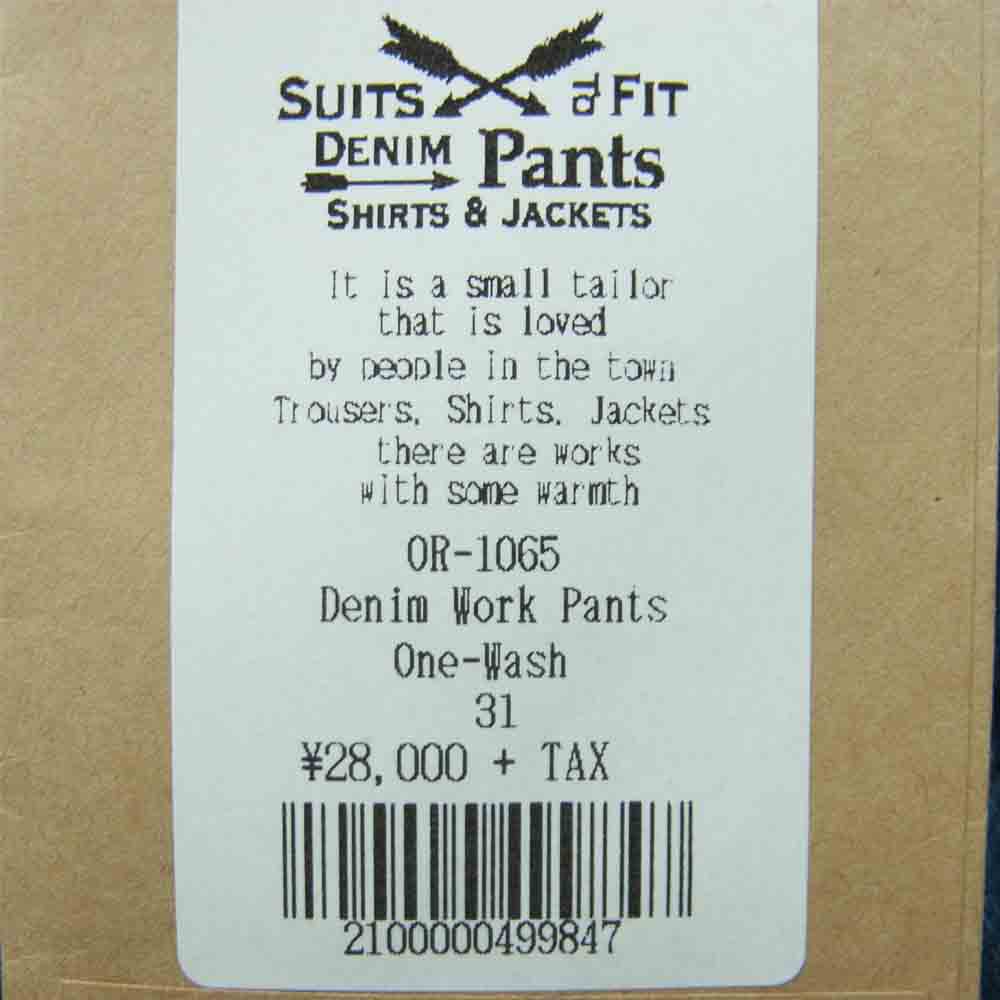 SUITS to FIT
DENIM Pants
SHIRTS & JACKETS
It is a small tailor
that is loved
by people in the town
Trousers, Shirts, Jackets
there are works
with some warmth
OR-1065
Denim Work Pants
One-Wash
31
¥28,000 + TAX
2100000499847